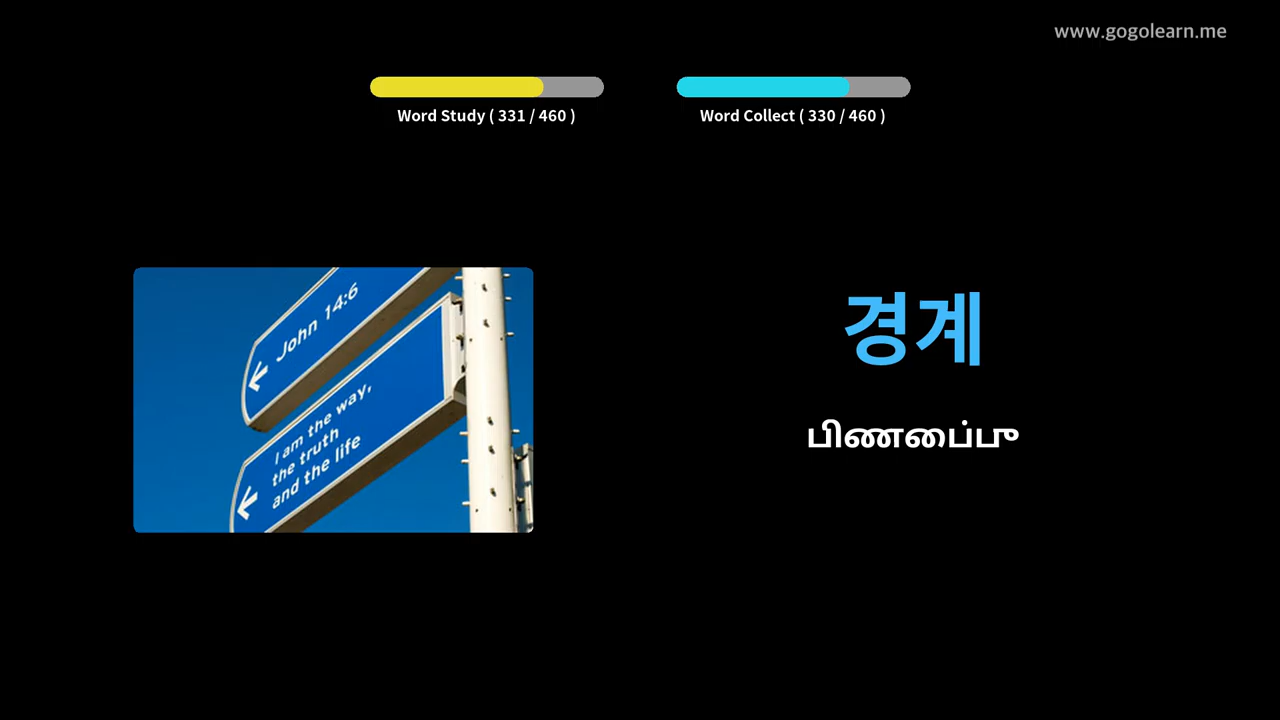 www.gogolearn.me
Word Study ( 331 / 460 )
Word Collect ( 330 / 460 )
John 14:6
I am the way,
the truth
and the life
경계
பிணைப்பு